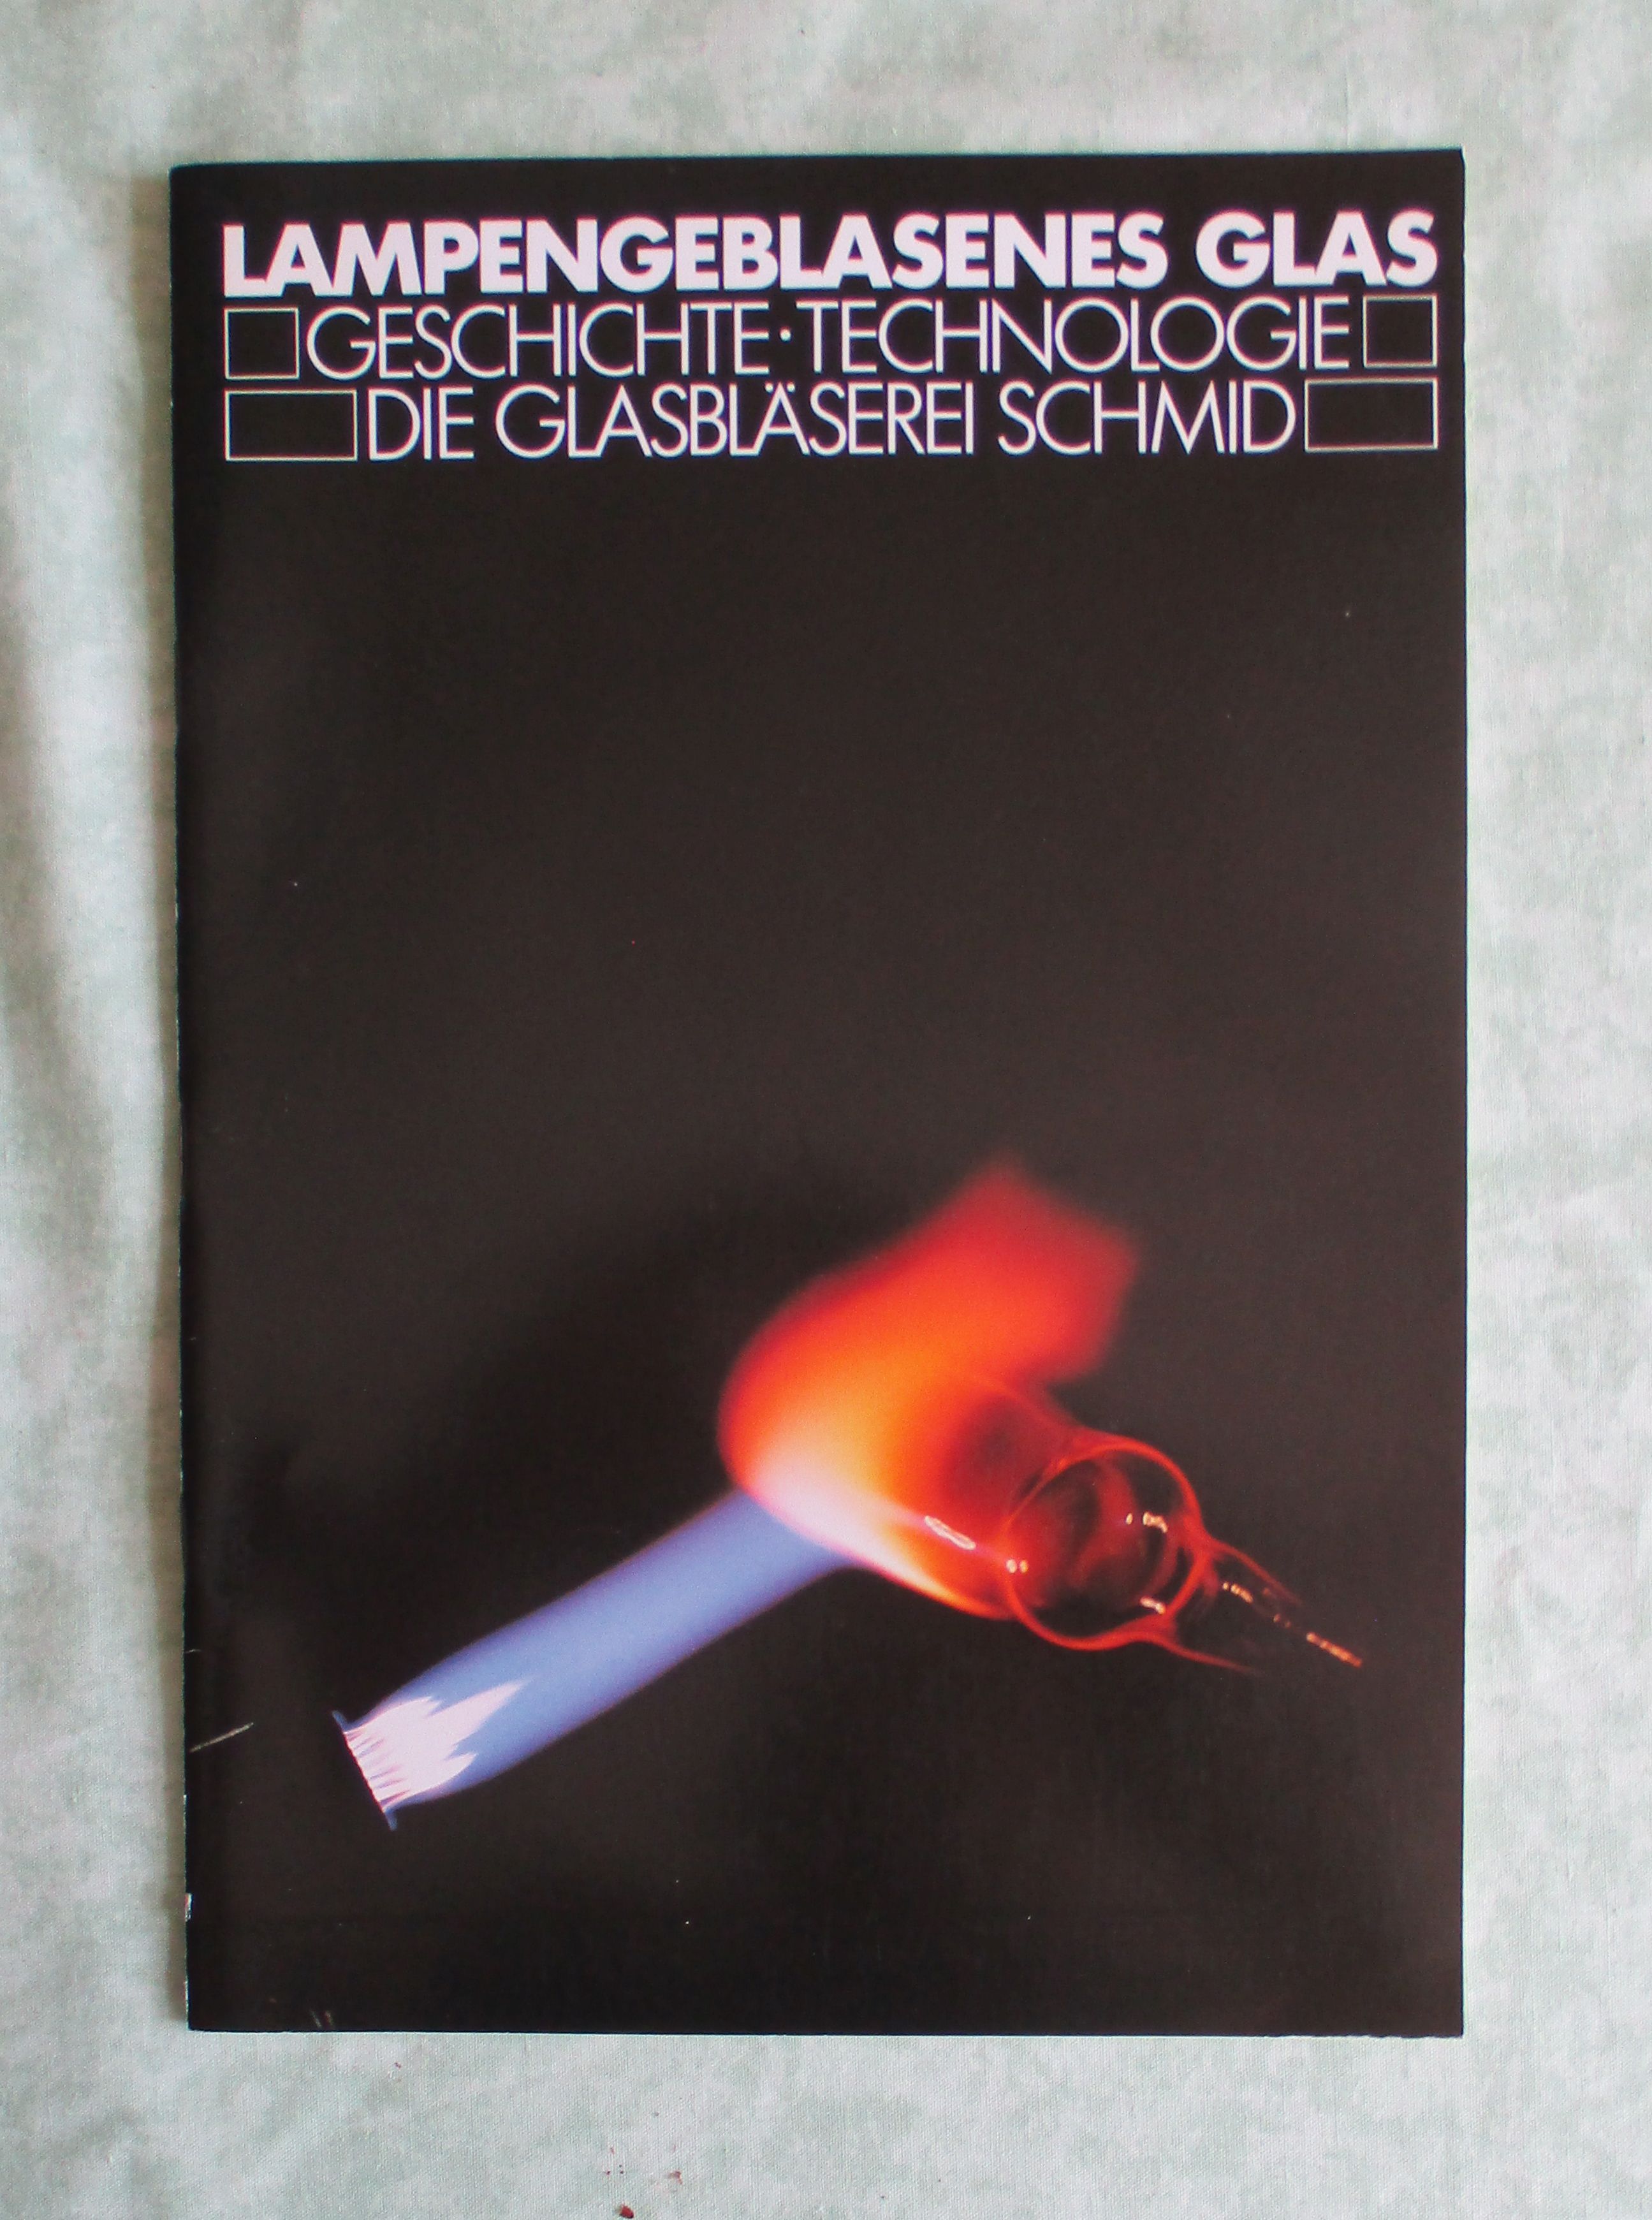 LAMPENGEBLASENES GLAS
GESCHICHTE·TECHNOLOGIE
DIE GLASBLÄSEREI SCHMID